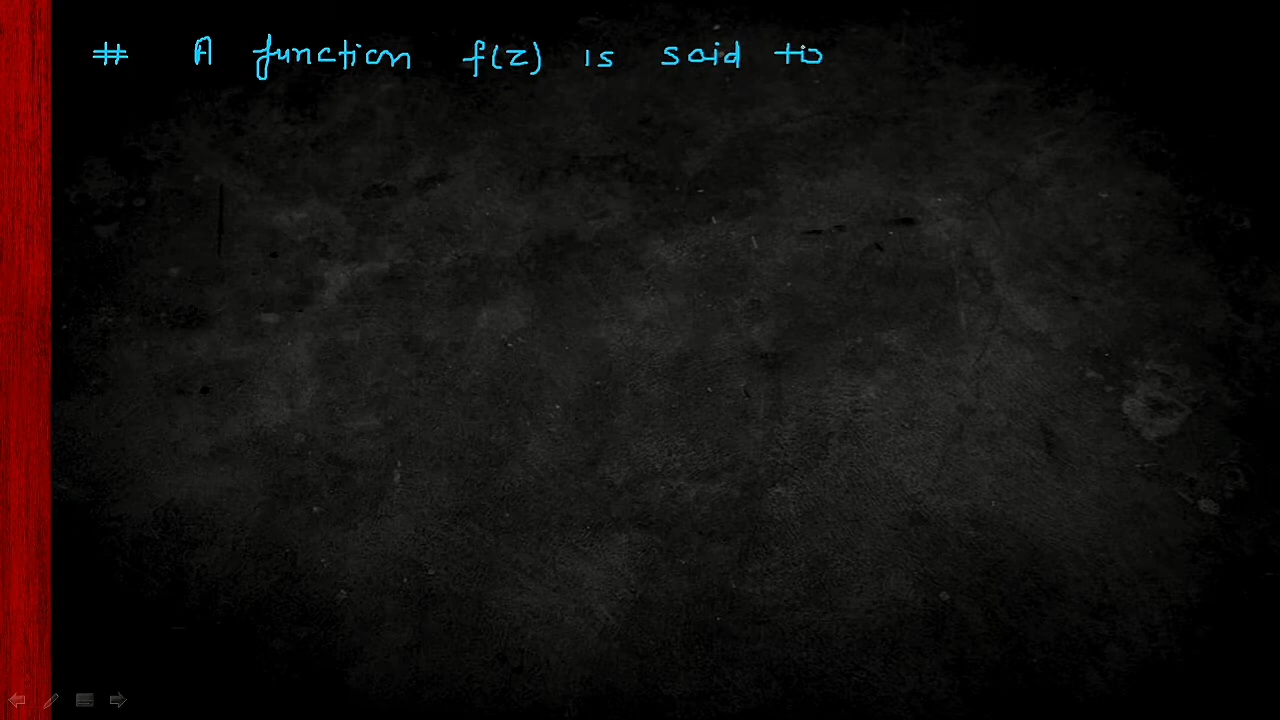 # A function f(z) is said to